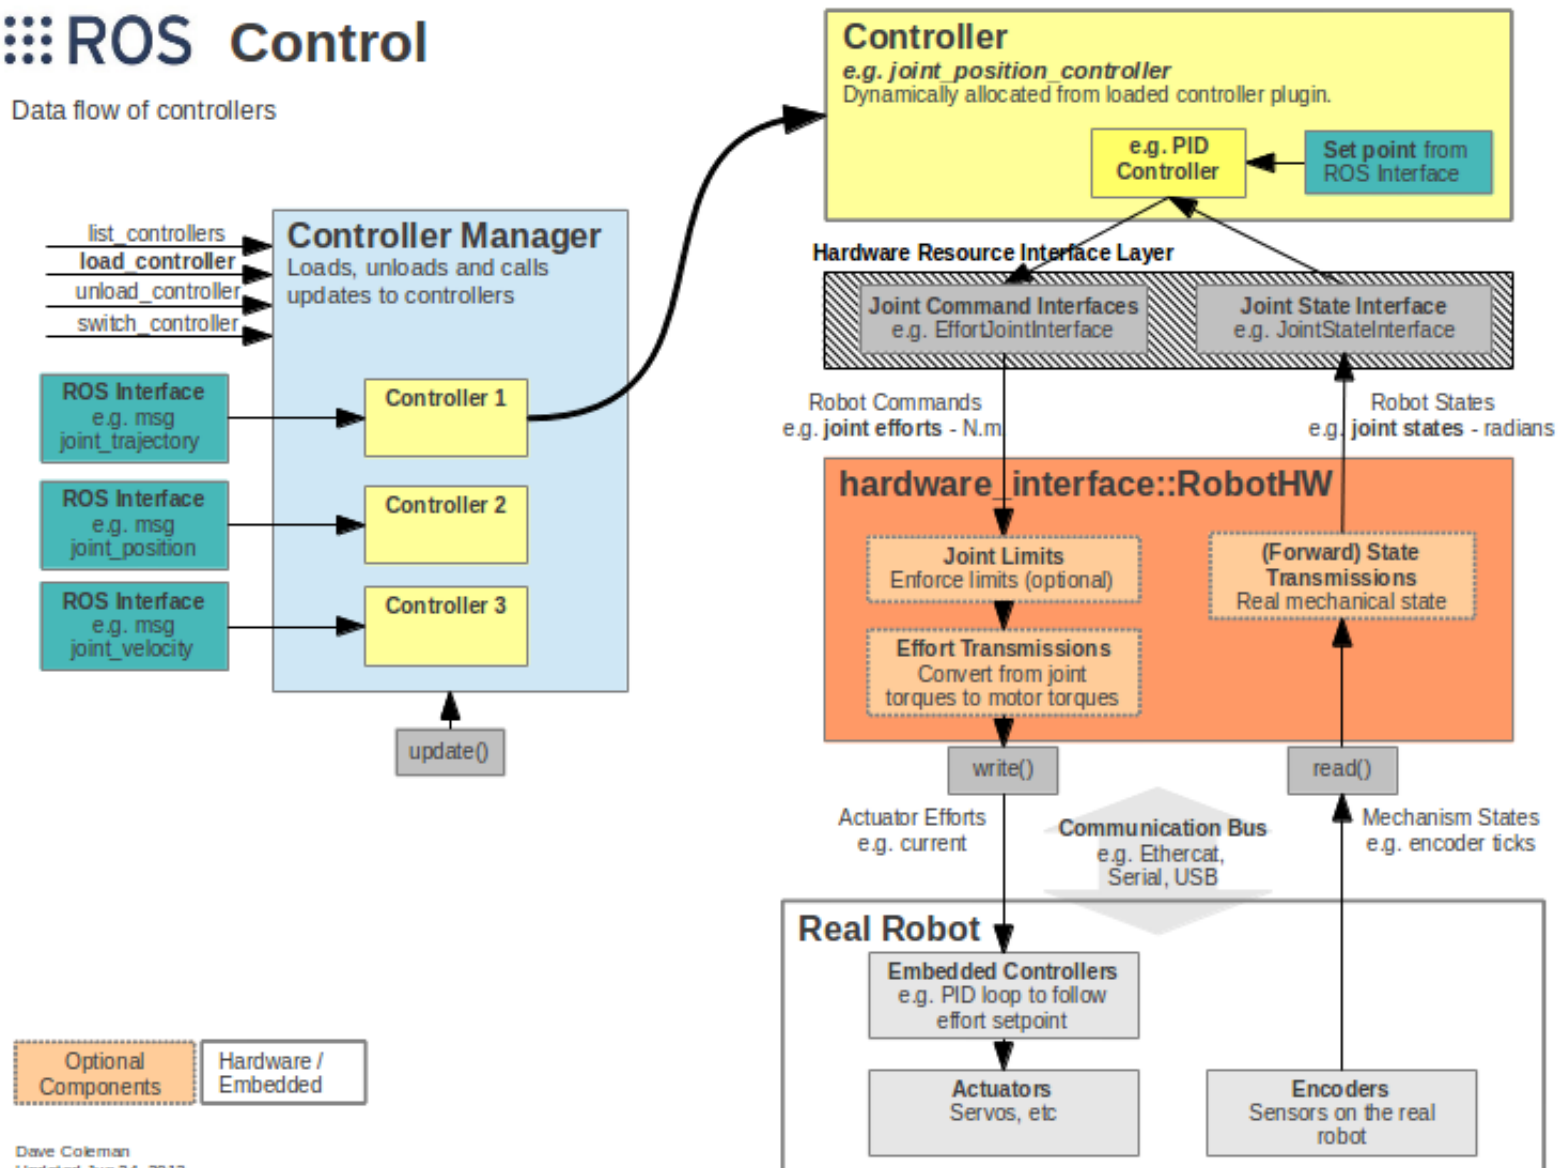 ROS Control
Data flow of controllers
list_controllers
load_controller
unload_controller
switch_controller
Controller Manager
Loads, unloads and calls
updates to controllers
ROS Interface
e.g. msg
joint_trajectory
Controller 1
ROS Interface
e.g. msg
joint_position
Controller 2
ROS Interface
e.g. msg
joint_velocity
Controller 3
update()
Controller
e.g. joint_position_controller
Dynamically allocated from loaded controller plugin.
e.g. PID
Controller
Set point from
ROS Interface
Hardware Resource Interface Layer
Joint Command Interfaces
e.g. EffortJointInterface
Joint State Interface
e.g. JointStateInterface
Robot Commands
e.g. joint efforts - N.m
Robot States
e.g. joint states - radians
hardware_interface::RobotHW
Joint Limits
Enforce limits (optional)
(Forward) State
Transmissions
Real mechanical state
Effort Transmissions
Convert from joint
torques to motor torques
write()
read()
Actuator Efforts
e.g. current
Communication Bus
e.g. Ethercat,
Serial, USB
Mechanism States
e.g. encoder ticks
Real Robot
Embedded Controllers
e.g. PID loop to follow
effort setpoint
Actuators
Servos, etc
Encoders
Sensors on the real
robot
Optional
Components
Hardware /
Embedded
Dave Coleman